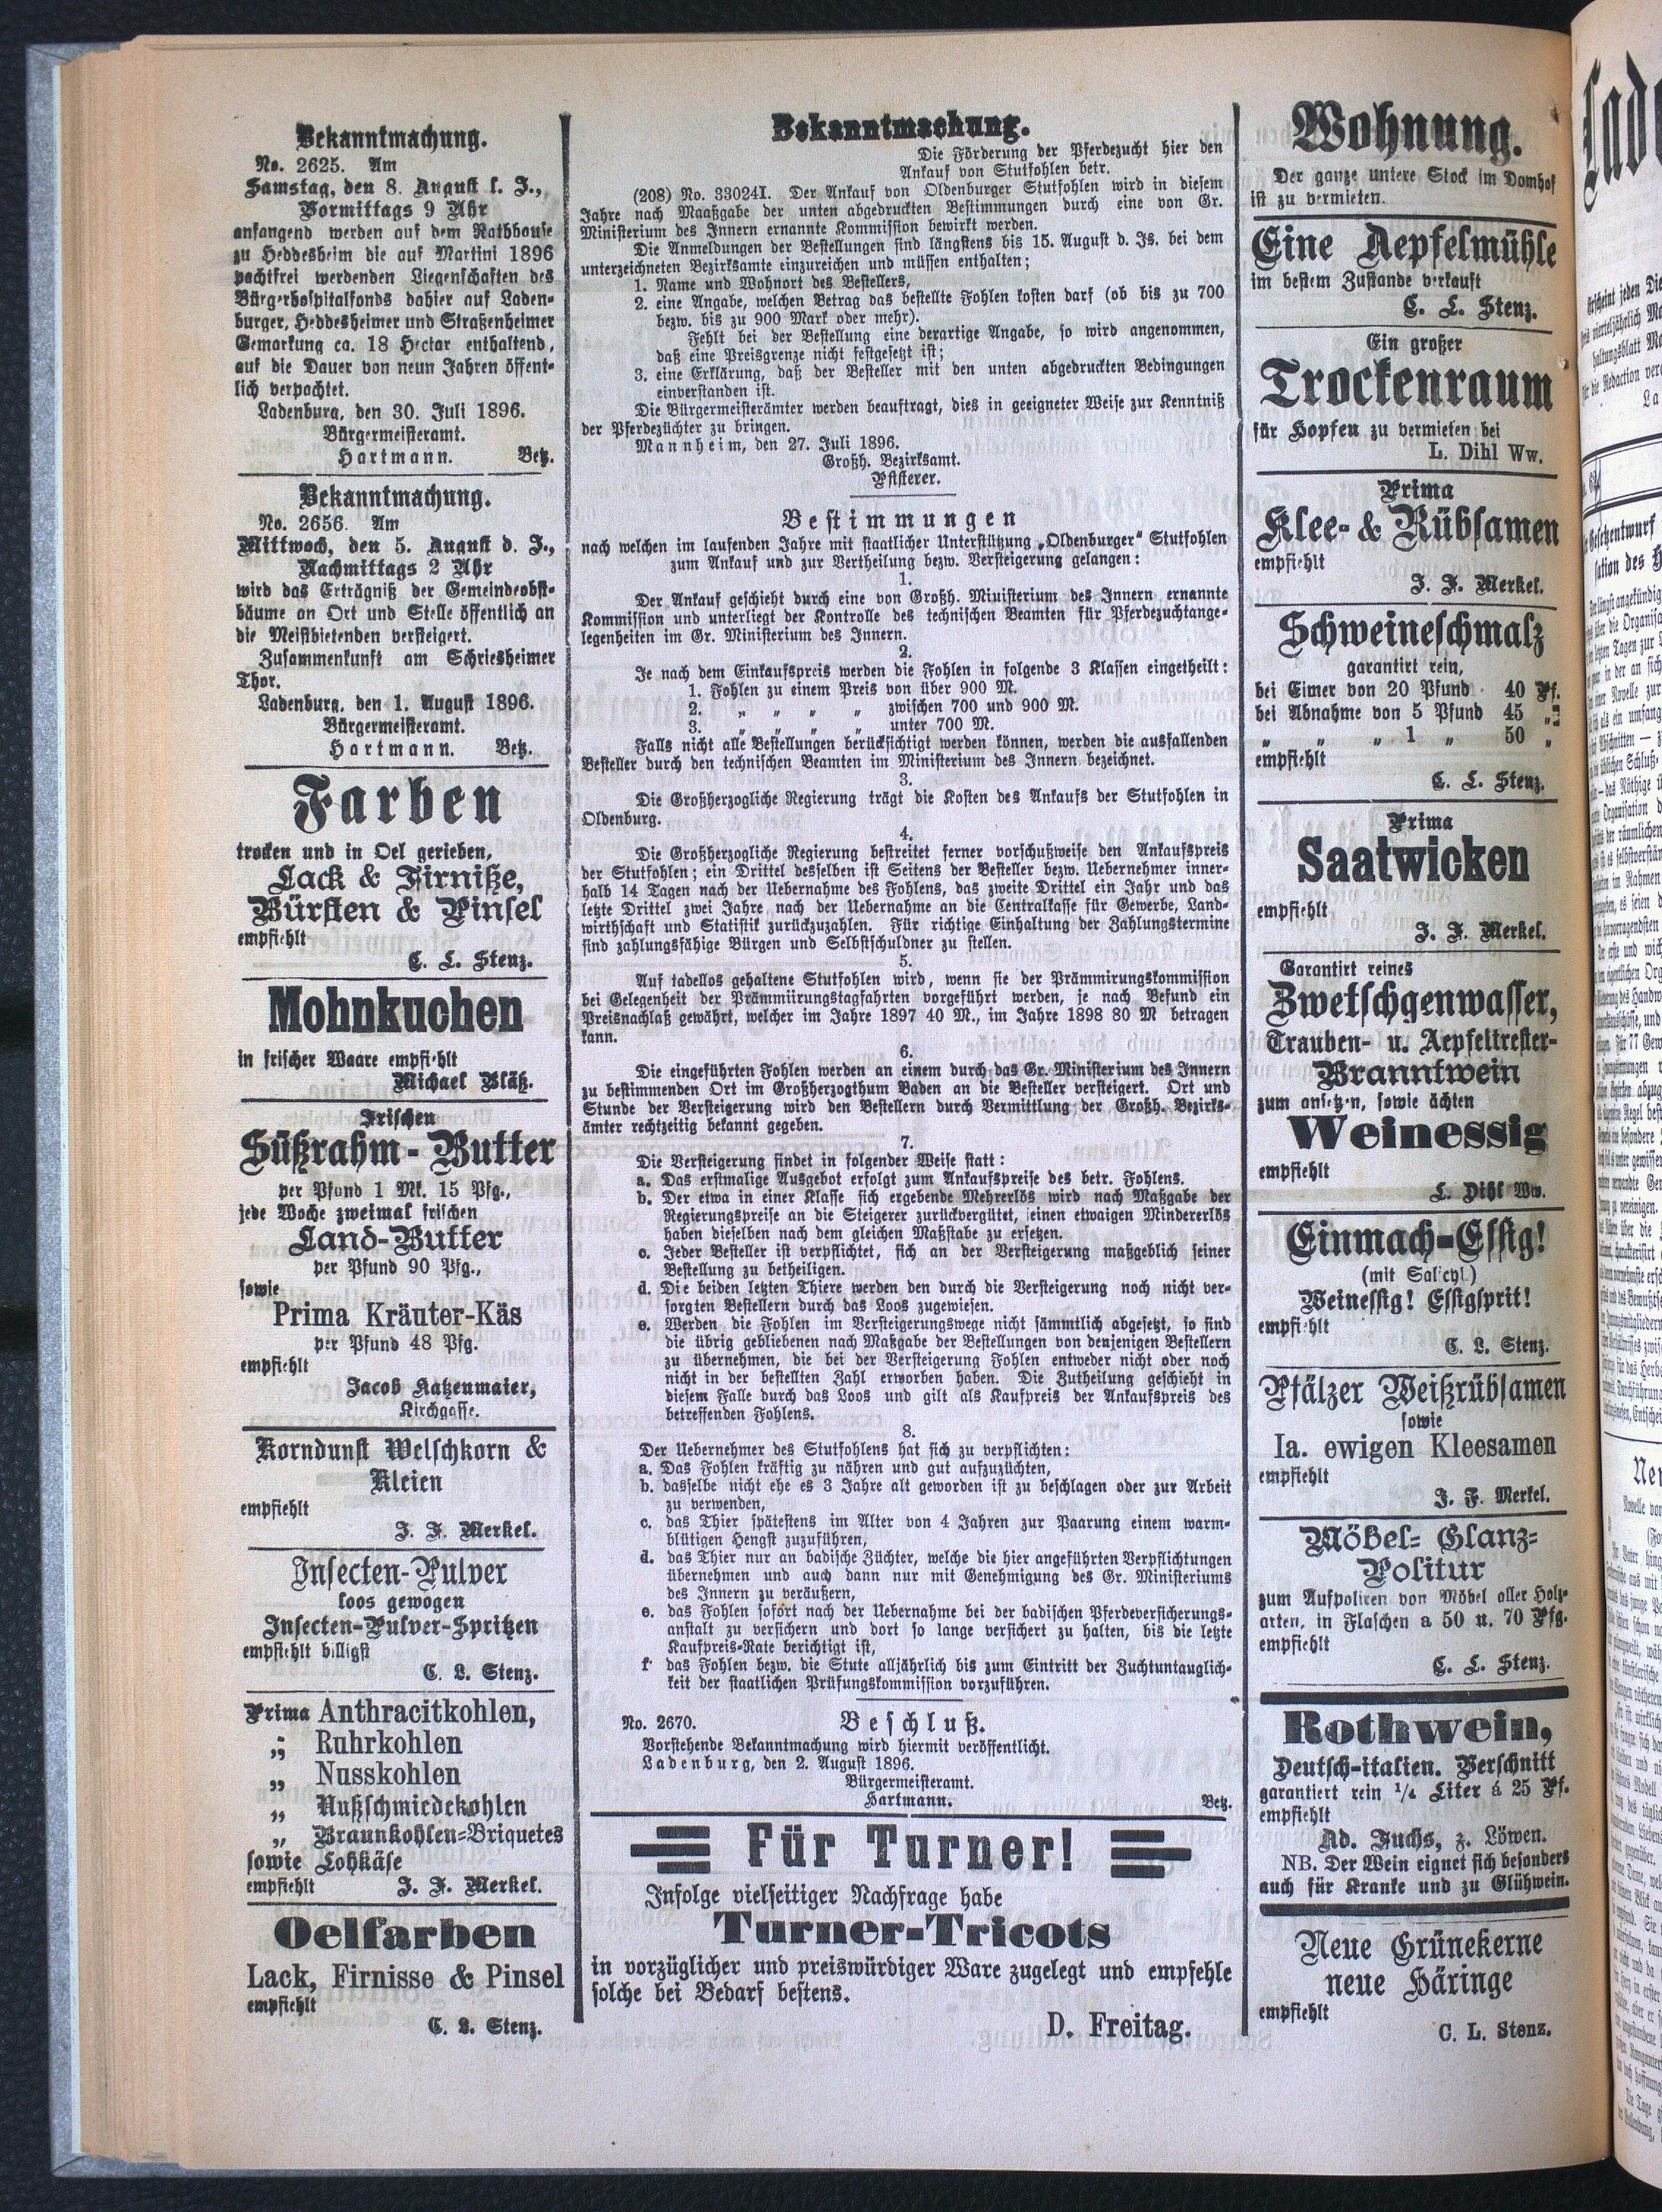 Bekanntmachung.
No. 2625. Am
Samstag, den 8. August l. J.,
Vormittags 9 Uhr
anfangend werden auf dem Rathhause
zu Heddesheim die auf Martini 1896
pachtfrei werdenden Liegenschaften des
Bürgerhospitalfonds dahier auf Laden-
burger, Heddesheimer und Straßenheimer
Gemarkung ca. 18 Hectar enthaltend,
auf die Dauer von neun Jahren öffent-
lich verpachtet.
Ladenburg, den 30. Juli 1896.
Bürgermeisteramt.
Hartmann. Betz.
Bekanntmachung.
No. 2656. Am
Mittwoch, den 5. August d. J.,
Nachmittags 2 Uhr
wird das Erträgniß der Gemeindeobst-
bäume an Ort und Stelle öffentlich an
die Meistbietenden versteigert.
Zusammenkunft am Schriesheimer
Thor.
Ladenburg, den 1. August 1896.
Bürgermeisteramt.
Hartmann. Betz.
Farben
trocken und in Oel gerieben,
Lack & Firniße,
Bürsten & Pinsel
empfiehlt
C. L. Stenz.
Mohnkuchen
in frischer Waare empfiehlt
Michael Bläß.
Frischen
Süßrahm-Butter
per Pfund 1 Mk. 15 Pfg.,
jede Woche zweimal frischen
Land-Butter
per Pfund 90 Pfg.,
sowie
Prima Kräuter-Käs
per Pfund 48 Pfg.
empfiehlt
Jacob Katzenmaier,
Kirchgasse.
Korndunst Welschkorn &
Kleien
empfiehlt
J. F. Merkel.
Insecten-Pulver
loos gewogen
Insecten-Pulver-Spritzen
empfiehlt billigst
C. L. Stenz.
Prima Anthracitkohlen,
„ Ruhrkohlen
„ Nusskohlen
„ Nußschmiedekohlen
„ Braunkohlen-Briquetes
sowie Lohkäse
empfiehlt J. F. Merkel.
Oelfarben
Lack, Firnisse & Pinsel
empfiehlt
C. L. Stenz.
Bekanntmachung.
Die Förderung der Pferdezucht hier den
Ankauf von Stutfohlen betr.
(208) No. 33024I. Der Ankauf von Oldenburger Stutfohlen wird in diesem
Jahre nach Maaßgabe der unten abgedruckten Bestimmungen durch eine von Gr.
Ministerium des Innern ernannte Kommission bewirkt werden.
Die Anmeldungen der Bestellungen sind längstens bis 15. August d. Js. bei dem
unterzeichneten Bezirksamte einzureichen und müssen enthalten;
1. Name und Wohnort des Bestellers,
2. eine Angabe, welchen Betrag das bestellte Fohlen kosten darf (ob bis zu 700
bezw. bis zu 900 Mark oder mehr).
Fehlt bei der Bestellung eine derartige Angabe, so wird angenommen,
daß eine Preisgrenze nicht festgesetzt ist;
3. eine Erklärung, daß der Besteller mit den unten abgedruckten Bedingungen
einverstanden ist.
Die Bürgermeisterämter werden beauftragt, dies in geeigneter Weise zur Kenntniß
der Pferdezüchter zu bringen.
Mannheim, den 27. Juli 1896.
Großh. Bezirksamt.
Pfisterer.
Bestimmungen
nach welchen im laufenden Jahre mit staatlicher Unterstützung „Oldenburger“ Stutfohlen
zum Ankauf und zur Vertheilung bezw. Versteigerung gelangen:
1.
Der Ankauf geschieht durch eine von Großh. Ministerium des Innern ernannte
Kommission und unterliegt der Kontrolle des technischen Beamten für Pferdezuchtange-
legenheiten im Gr. Ministerium des Innern.
2.
Je nach dem Einkaufspreis werden die Fohlen in folgende 3 Klassen eingetheilt:
1. Fohlen zu einem Preis von über 900 M.
2. „ „ „ „ zwischen 700 und 900 M.
3. „ „ „ „ unter 700 M.
Falls nicht alle Bestellungen berücksichtigt werden können, werden die ausfallenden
Besteller durch den technischen Beamten im Ministerium des Innern bezeichnet.
3.
Die Großherzogliche Regierung trägt die Kosten des Ankaufs der Stutfohlen in
Oldenburg.
4.
Die Großherzogliche Regierung bestreitet ferner vorschußweise den Ankaufspreis
der Stutfohlen; ein Drittel desselben ist Seitens der Besteller bezw. Uebernehmer inner-
halb 14 Tagen nach der Uebernahme des Fohlens, das zweite Drittel ein Jahr und das
letzte Drittel zwei Jahre nach der Uebernahme an die Centralkasse für Gewerbe, Land-
wirthschaft und Statistik zurückzuzahlen. Für richtige Einhaltung der Zahlungstermine
sind zahlungsfähige Bürgen und Selbstschuldner zu stellen.
5.
Auf tadellos gehaltene Stutfohlen wird, wenn sie der Prämmirungskommission
bei Gelegenheit der Prämmiirungstagfahrten vorgeführt werden, je nach Befund ein
Preisnachlaß gewährt, welcher im Jahre 1897 40 M., im Jahre 1898 80 M betragen
kann.
6.
Die eingeführten Fohlen werden an einem durch das Gr. Ministerium des Innern
zu bestimmenden Ort im Großherzogthum Baden an die Besteller versteigert. Ort und
Stunde der Versteigerung wird den Bestellern durch Vermittlung der Großh. Bezirks-
ämter rechtzeitig bekannt gegeben.
7.
Die Versteigerung findet in folgender Weise statt:
a. Das erstmalige Ausgebot erfolgt zum Ankaufspreise des betr. Fohlens.
b. Der etwa in einer Klasse sich ergebende Mehrerlös wird nach Maßgabe der
Regierungspreise an die Steigerer zurückvergütet, einen etwaigen Mindererlös
haben dieselben nach dem gleichen Maßstabe zu ersetzen.
c. Jeder Besteller ist verpflichtet, sich an der Versteigerung maßgeblich seiner
Bestellung zu betheiligen.
d. Die beiden letzten Thiere werden den durch die Versteigerung noch nicht ver-
sorgten Bestellern durch das Loos zugewiesen.
e. Werden die Fohlen im Versteigerungswege nicht sämmtlich abgesetzt, so sind
die übrig gebliebenen nach Maßgabe der Bestellungen von denjenigen Bestellern
zu übernehmen, die bei der Versteigerung Fohlen entweder nicht oder noch
nicht in der bestellten Zahl erworben haben. Die Zutheilung geschieht in
diesem Falle durch das Loos und gilt als Kaufpreis der Ankaufspreis des
betreffenden Fohlens.
8.
Der Uebernehmer des Stutfohlens hat sich zu verpflichten:
a. Das Fohlen kräftig zu nähren und gut aufzuzüchten,
b. dasselbe nicht ehe es 3 Jahre alt geworden ist zu beschlagen oder zur Arbeit
zu verwenden,
c. das Thier spätestens im Alter von 4 Jahren zur Paarung einem warm-
blütigen Hengst zuzuführen,
d. das Thier nur an badische Züchter, welche die hier angeführten Verpflichtungen
übernehmen und auch dann nur mit Genehmigung des Gr. Ministeriums
des Innern zu veräußern,
e. das Fohlen sofort nach der Uebernahme bei der badischen Pferdeversicherungs-
anstalt zu versichern und dort so lange versichert zu halten, bis die letzte
Kaufpreis-Rate berichtigt ist,
f das Fohlen bezw. die Stute alljährlich bis zum Eintritt der Zuchtuntauglich-
keit der staatlichen Prüfungskommission vorzuführen.
No. 2670. Beschluß.
Vorstehende Bekanntmachung wird hiermit veröffentlicht.
Ladenburg, den 2. August 1896.
Bürgermeisteramt.
Hartmann. Betz.
Für Turner!
Infolge vielseitiger Nachfrage habe
Turner-Tricots
in vorzüglicher und preiswürdiger Ware zugelegt und empfehle
solche bei Bedarf bestens.
D. Freitag.
Wohnung.
Der ganze untere Stock im Domhof
ist zu vermieten.
Eine Aepfelmühle
im bestem Zustande verkauft
C. L. Stenz.
Ein großer
Trockenraum
für Hopfen zu vermieten bei
L. Dihl Ww.
Prima
Klee- & Rübsamen
empfiehlt
J. F. Merkel.
Schweineschmalz
garantirt rein,
bei Eimer von 20 Pfund 40 Pf.
bei Abnahme von 5 Pfund 45 „
„ „ „ 1 „ 50 „
empfiehlt
C. L. Stenz.
Prima
Saatwicken
empfiehlt
J. F. Merkel.
Garantirt reines
Zwetschgenwasser,
Trauben- u. Aepfeltrester-
Branntwein
zum ansetzen, sowie ächten
Weinessig
empfiehlt
L. Dihl Ww.
Einmach-Essig!
(mit Salicyl.)
Weinessig! Essigsprit!
empfiehlt
C. L. Stenz.
Pfälzer Weißrübsamen
sowie
Ia. ewigen Kleesamen
empfiehlt
J. F. Merkel.
Möbel- Glanz-
Politur
zum Aufpoliren von Möbel aller Holz-
arten, in Flaschen a 50 u. 70 Pfg.
empfiehlt
C. L. Stenz.
Rothwein,
Deutsch-italien. Verschnitt
garantirt rein 1/4 Liter á 25 Pf.
empfiehlt
Ad. Fuchs, z. Löwen.
NB. Der Wein eignet sich besonders
auch für Kranke und zu Glühwein.
Neue Grünekerne
neue Häringe
empfiehlt
C. L. Stenz.